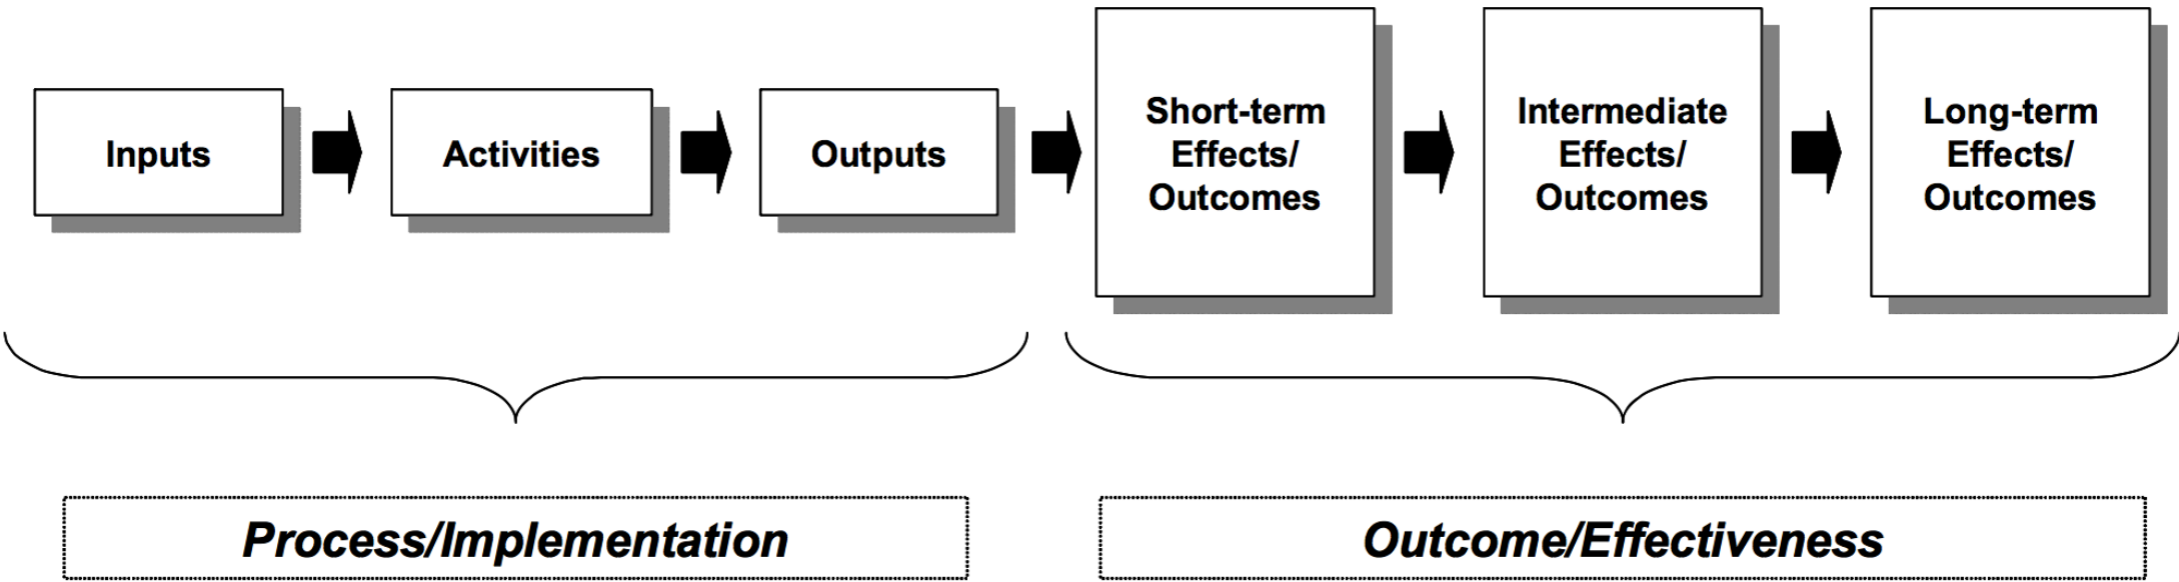 Inputs
Activities
Outputs
Short-term
Effects/
Outcomes
Intermediate
Effects/
Outcomes
Long-term
Effects/
Outcomes
Process/Implementation
Outcome/Effectiveness